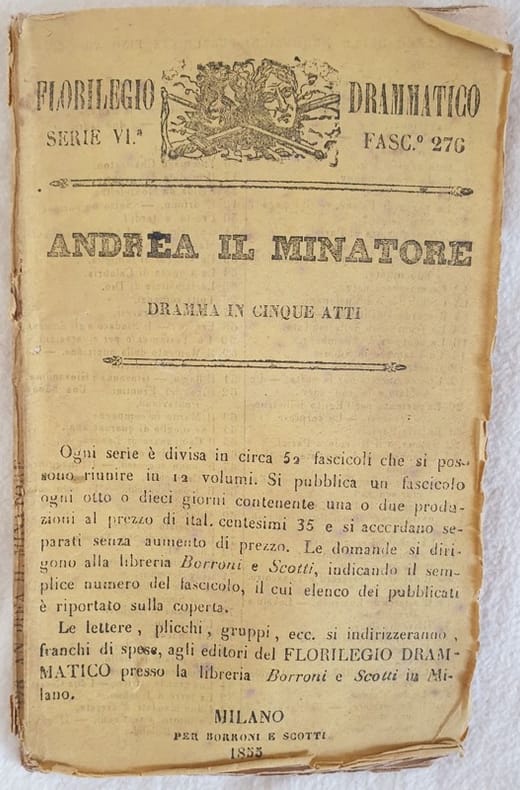 FLORILEGIO DRAMMATICO
SERIE VI.ª FASC.º 276
ANDREA IL MINATORE
DRAMMA IN CINQUE ATTI
Ogni serie è divisa in circa 52 fascicoli che si pos-
sono riunire in 12 volumi. Si pubblica un fascicolo
ogni otto o dieci giorni contenente una o due produ-
zioni al prezzo di ital. centesimi 35 e si accordano se-
parati senza aumento di prezzo. Le domande si diri-
gono alla libreria Borroni e Scotti, indicando il sem-
plice numero del fascicolo, il cui elenco dei pubblicati
è riportato sulla coperta.
Le lettere, plicchi, gruppi, ecc. si indirizzeranno,
franchi di spese, agli editori del FLORILEGIO DRAM-
MATICO presso la libreria Borroni e Scotti in Mi-
lano.
MILANO
PER BORRONI E SCOTTI
1855